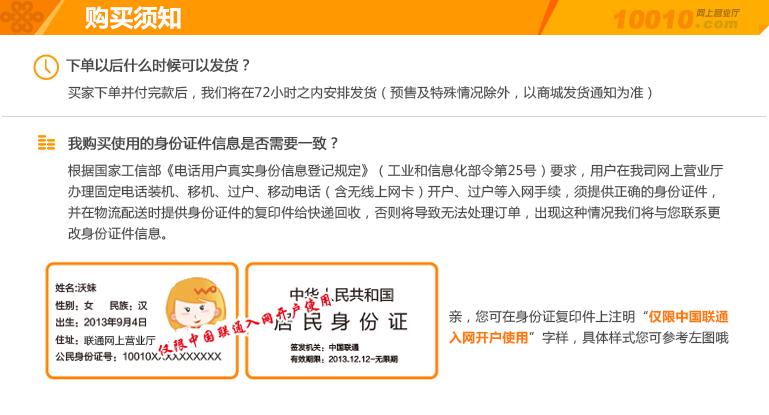 购买须知
10010.com
网上营业厅
下单以后什么时候可以发货？
买家下单并付完款后，我们将在72小时之内安排发货（预售及特殊情况除外，以商城发货通知为准）
我购买使用的身份证件信息是否需要一致？
根据国家工信部《电话用户真实身份信息登记规定》（工业和信息化部令第25号）要求，用户在我司网上营业厅
办理固定电话装机、移机、过户、移动电话（含无线上网卡）开户、过户等入网手续，须提供正确的身份证件，
并在物流配送时提供身份证件的复印件给快递回收，否则将导致无法处理订单，出现这种情况我们将与您联系更
改身份证件信息。
姓名:沃妹
性别: 女 民族: 汉
出生: 2013年9月4日
住址: 联通网上营业厅
公民身份证号: 10010XXXXXXXXXXX
仅限中国联通入网开户使用
中华人民共和国
居民身份证
签发机关: 中国联通
有效期限: 2013.12.12-无限期
亲，您可在身份证复印件上注明“仅限中国联通
入网开户使用”字样，具体样式您可参考左图哦